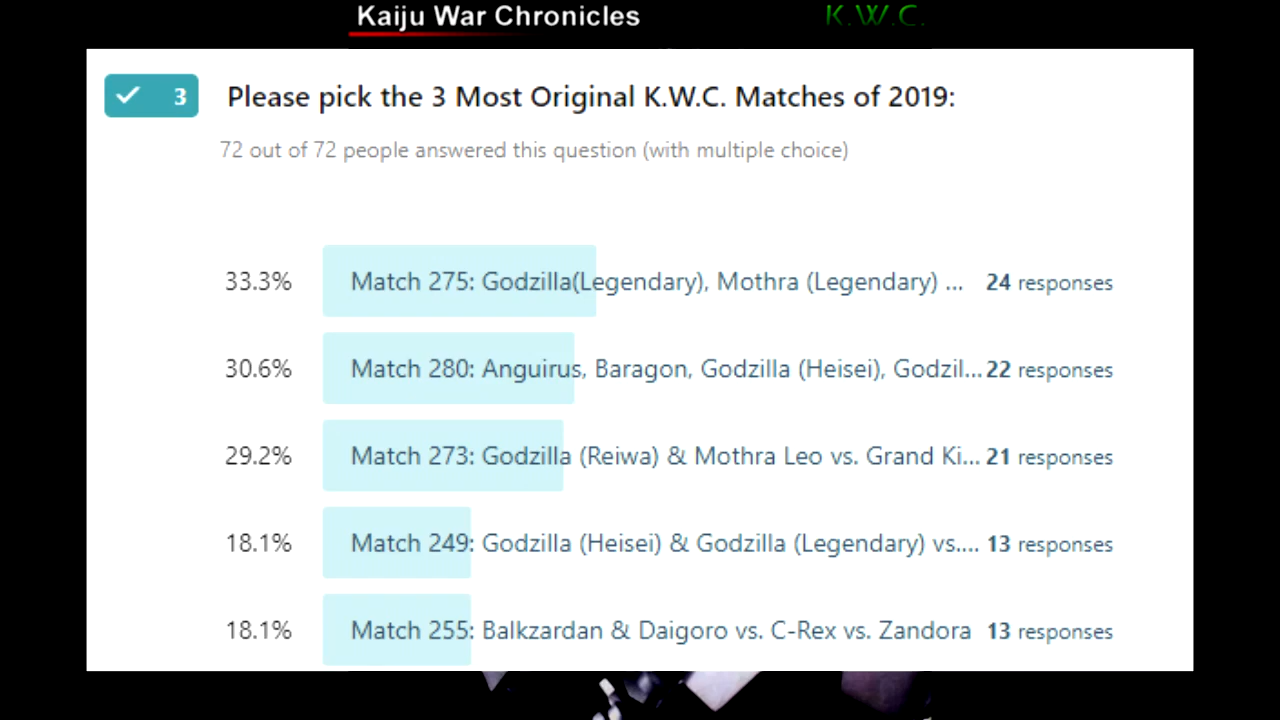 Kaiju War Chronicles K.W.C.
3 Please pick the 3 Most Original K.W.C. Matches of 2019:
72 out of 72 people answered this question (with multiple choice)
33.3% Match 275: Godzilla(Legendary), Mothra (Legendary) ... 24 responses
30.6% Match 280: Anguirus, Baragon, Godzilla (Heisei), Godzil... 22 responses
29.2% Match 273: Godzilla (Reiwa) & Mothra Leo vs. Grand Ki... 21 responses
18.1% Match 249: Godzilla (Heisei) & Godzilla (Legendary) vs.... 13 responses
18.1% Match 255: Balkzardan & Daigoro vs. C-Rex vs. Zandora 13 responses